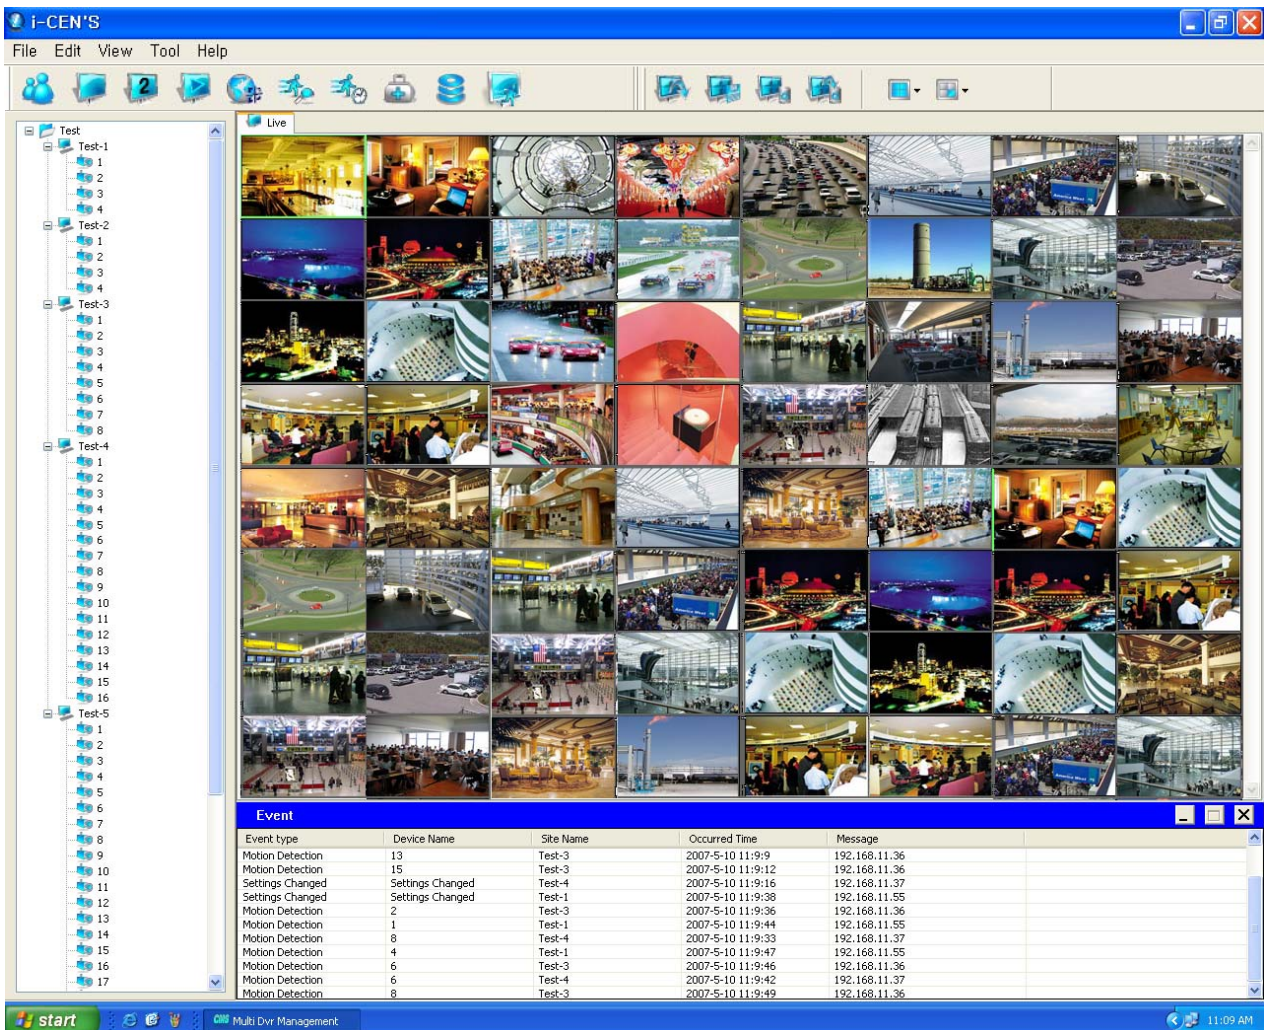 i-CEN'S
File Edit View Tool Help
2
Test
Test-1
1
2
3
4
Test-2
1
2
3
4
Test-3
1
2
3
4
5
6
7
8
Test-4
1
2
3
4
5
6
7
8
9
10
11
12
13
14
15
16
Test-5
1
2
3
4
5
6
7
8
9
10
11
12
13
14
15
16
17
Live
America West
America West
America West
Event
Event type Device Name Site Name Occurred Time Message
Motion Detection 13 Test-3 2007-5-10 11:9:9 192.168.11.36
Motion Detection 15 Test-3 2007-5-10 11:9:12 192.168.11.36
Settings Changed Settings Changed Test-4 2007-5-10 11:9:16 192.168.11.37
Settings Changed Settings Changed Test-1 2007-5-10 11:9:38 192.168.11.55
Motion Detection 2 Test-3 2007-5-10 11:9:36 192.168.11.36
Motion Detection 1 Test-1 2007-5-10 11:9:44 192.168.11.55
Motion Detection 8 Test-4 2007-5-10 11:9:33 192.168.11.37
Motion Detection 4 Test-1 2007-5-10 11:9:47 192.168.11.55
Motion Detection 6 Test-3 2007-5-10 11:9:46 192.168.11.36
Motion Detection 6 Test-4 2007-5-10 11:9:42 192.168.11.37
Motion Detection 8 Test-3 2007-5-10 11:9:49 192.168.11.36
start
CMS Multi Dvr Management
11:09 AM